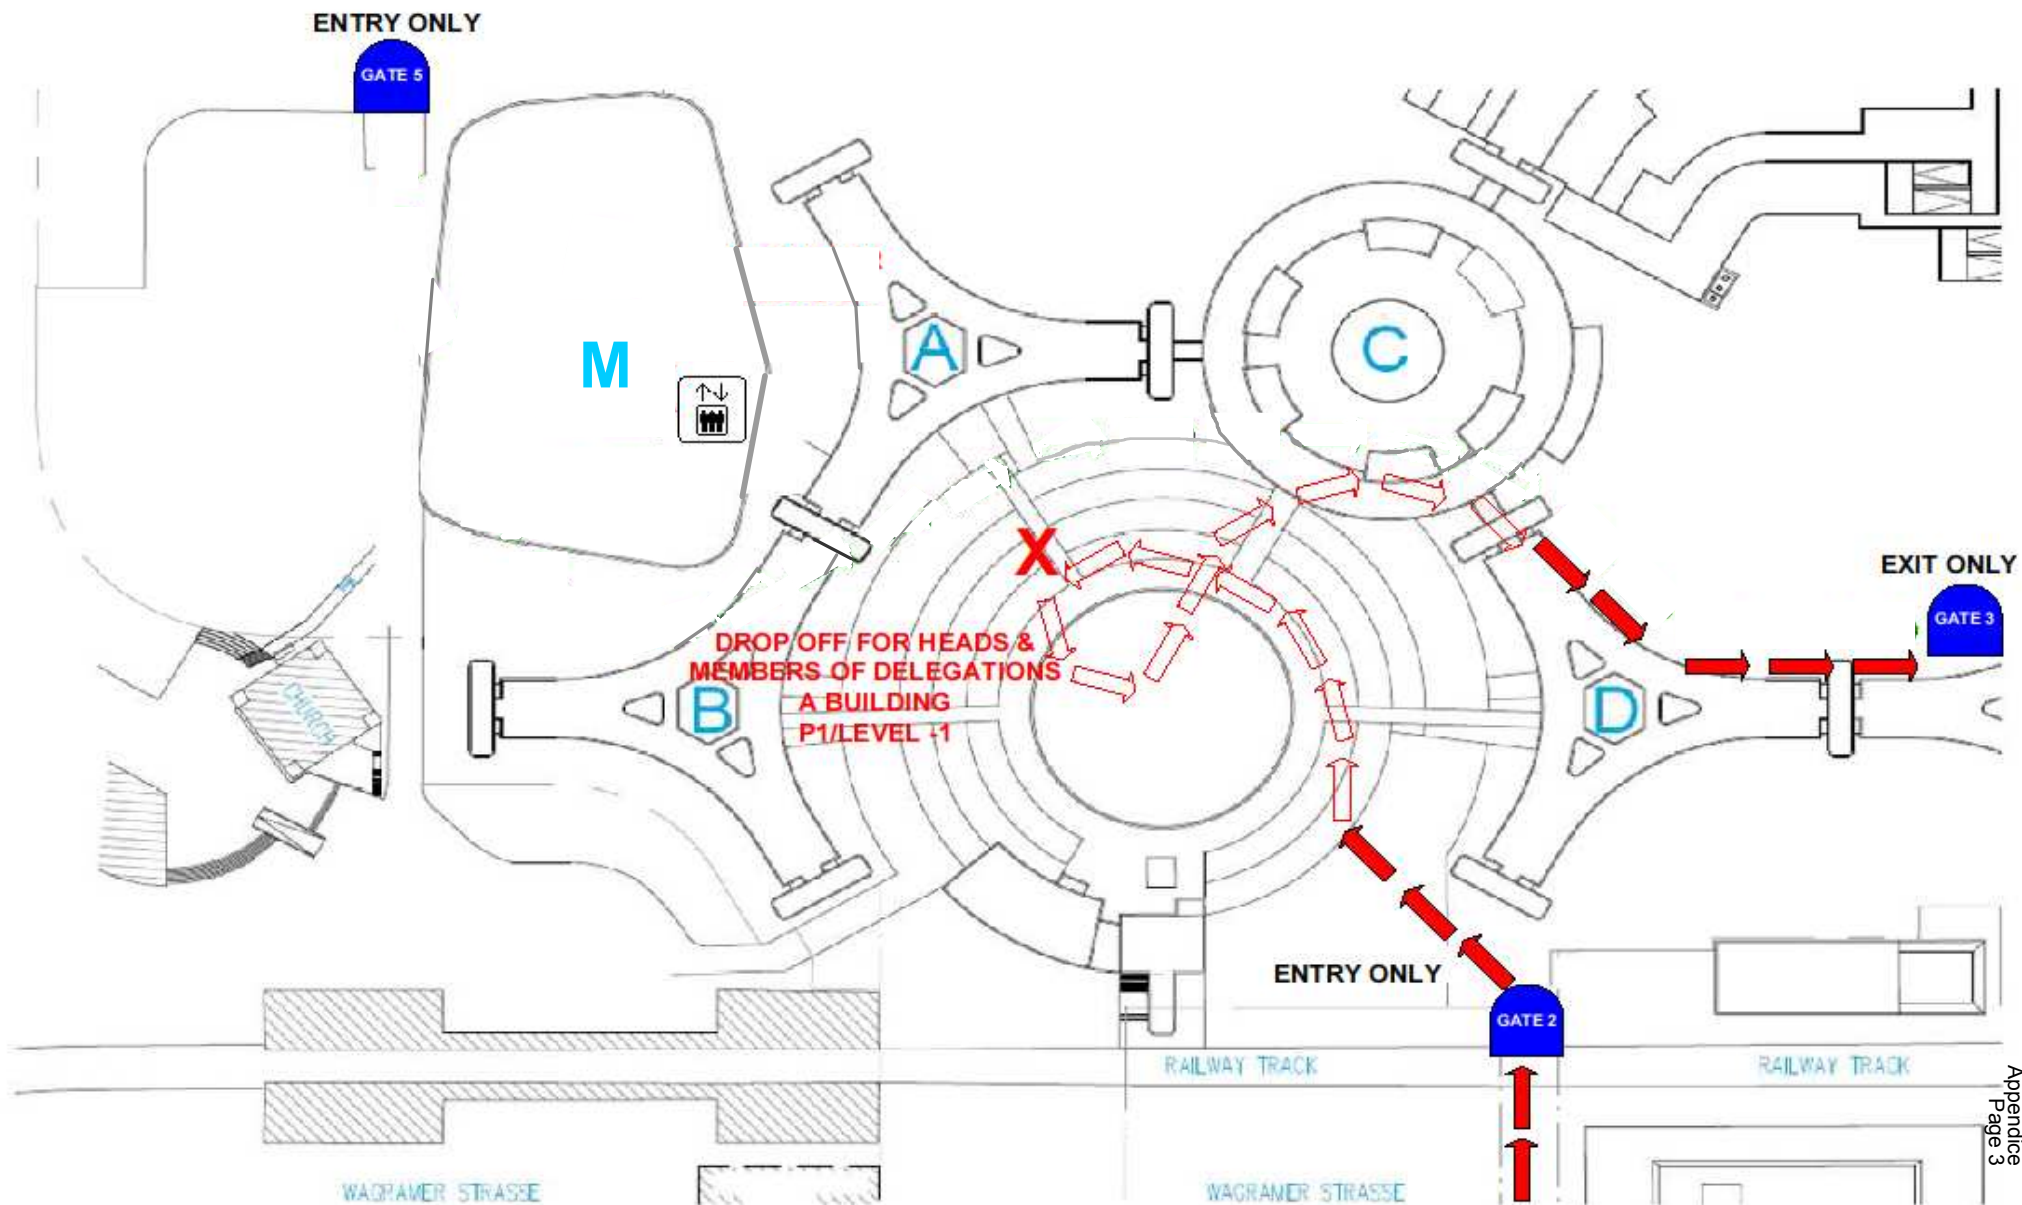 ENTRY ONLY
GATE 5
M
A
C
X
EXIT ONLY
GATE 3
DROP OFF FOR HEADS &
MEMBERS OF DELEGATIONS
A BUILDING
P1/LEVEL -1
B
D
CHURCH
ENTRY ONLY
GATE 2
RAILWAY TRACK
RAILWAY TRACK
WAGRAMER STRASSE
WAGRAMER STRASSE
Appendice
Page 3